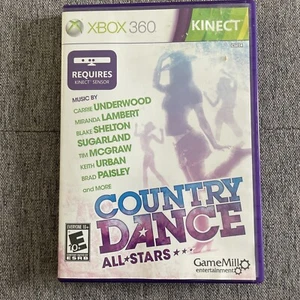 XBOX 360
KINECT
REQUIRES
KINECT SENSOR
MUSIC BY
CARRIE UNDERWOOD
MIRANDA LAMBERT
BLAKE SHELTON
SUGARLAND
TIM MCGRAW
KEITH URBAN
BRAD PAISLEY
and MORE
COUNTRY
DANCE
ALL★STARS ★★★
EVERYONE 10+
E
10+
ESRB
GameMill
entertainment